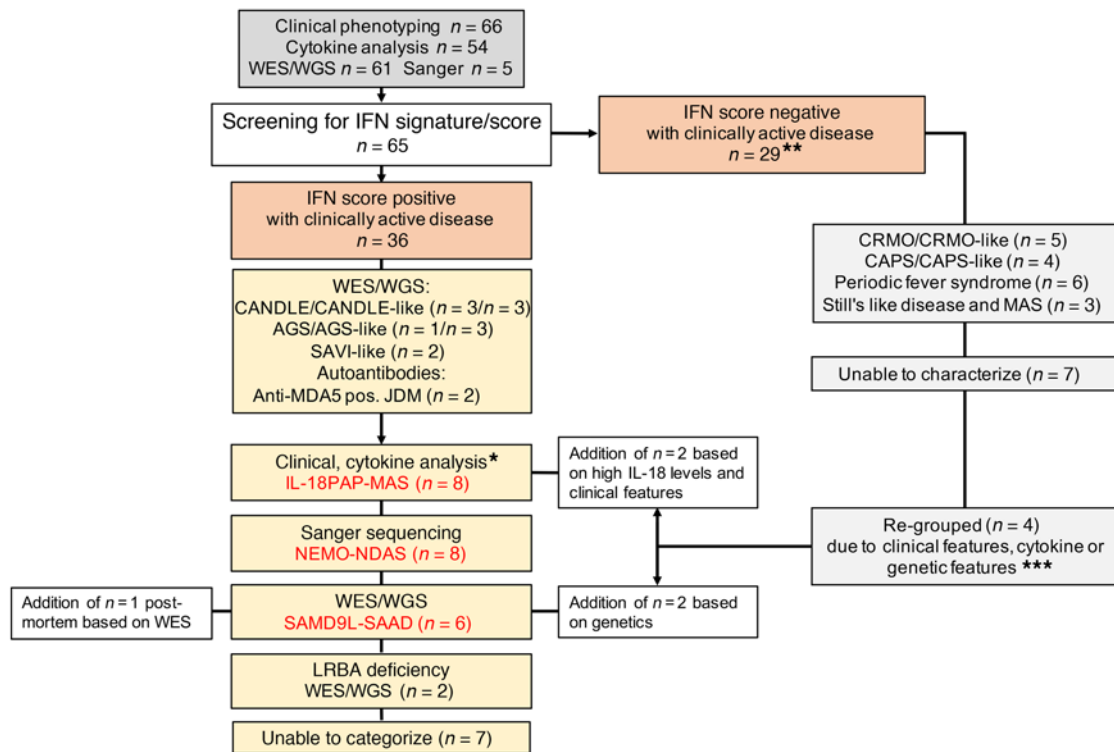 Clinical phenotyping n = 66
Cytokine analysis n = 54
WES/WGS n = 61 Sanger n = 5
Screening for IFN signature/score
n = 65
IFN score negative
with clinically active disease
n = 29**
IFN score positive
with clinically active disease
n = 36
CRMO/CRMO-like (n = 5)
CAPS/CAPS-like (n = 4)
Periodic fever syndrome (n = 6)
Still's like disease and MAS (n = 3)
WES/WGS:
CANDLE/CANDLE-like (n = 3/n = 3)
AGS/AGS-like (n = 1/n = 3)
SAVI-like (n = 2)
Autoantibodies:
Anti-MDA5 pos. JDM (n = 2)
Unable to characterize (n = 7)
Clinical, cytokine analysis*
IL-18PAP-MAS (n = 8)
Addition of n = 2 based
on high IL-18 levels and
clinical features
Re-grouped (n = 4)
due to clinical features, cytokine or
genetic features ***
Sanger sequencing
NEMO-NDAS (n = 8)
Addition of n = 1 post-
mortem based on WES
WES/WGS
SAMD9L-SAAD (n = 6)
Addition of n = 2 based
on genetics
LRBA deficiency
WES/WGS (n = 2)
Unable to categorize (n = 7)